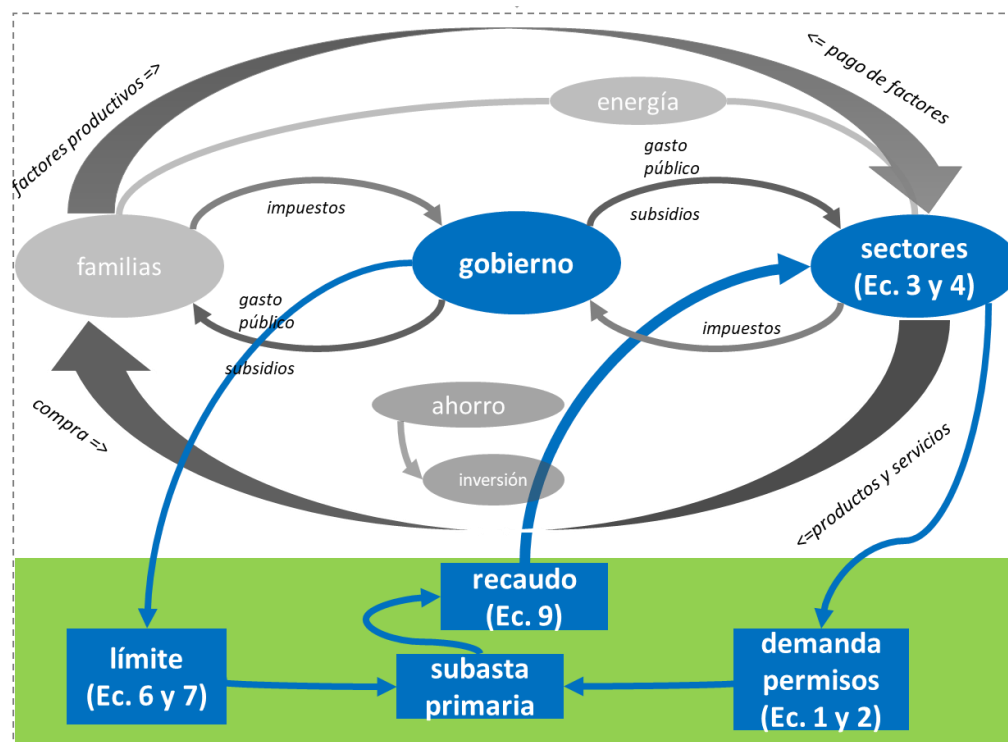 factores productivos =>
<= pago de factores
energía
gasto
público
subsidios
impuestos
familias
gobierno
sectores
(Ec. 3 y 4)
gasto
público
subsidios
impuestos
ahorro
inversión
compra =>
<=productos y servicios
recaudo
(Ec. 9)
límite
(Ec. 6 y 7)
subasta
primaria
demanda
permisos
(Ec. 1 y 2)